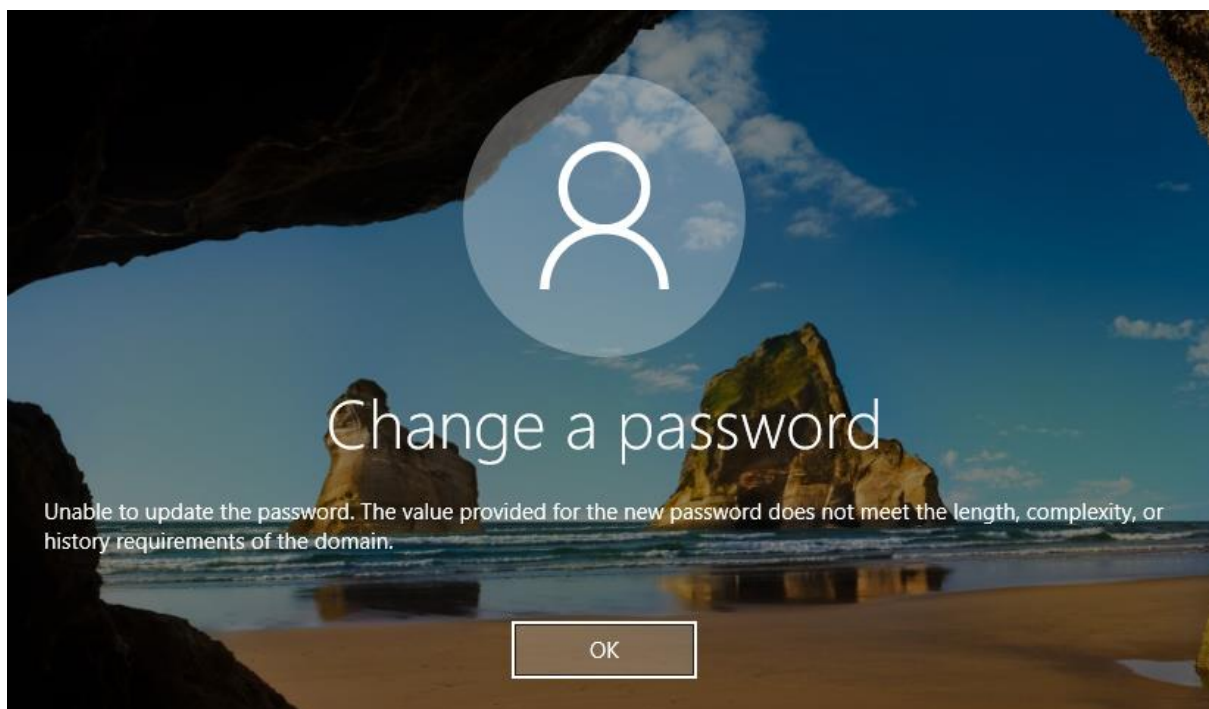 Change a password
Unable to update the password. The value provided for the new password does not meet the length, complexity, or
history requirements of the domain.
OK